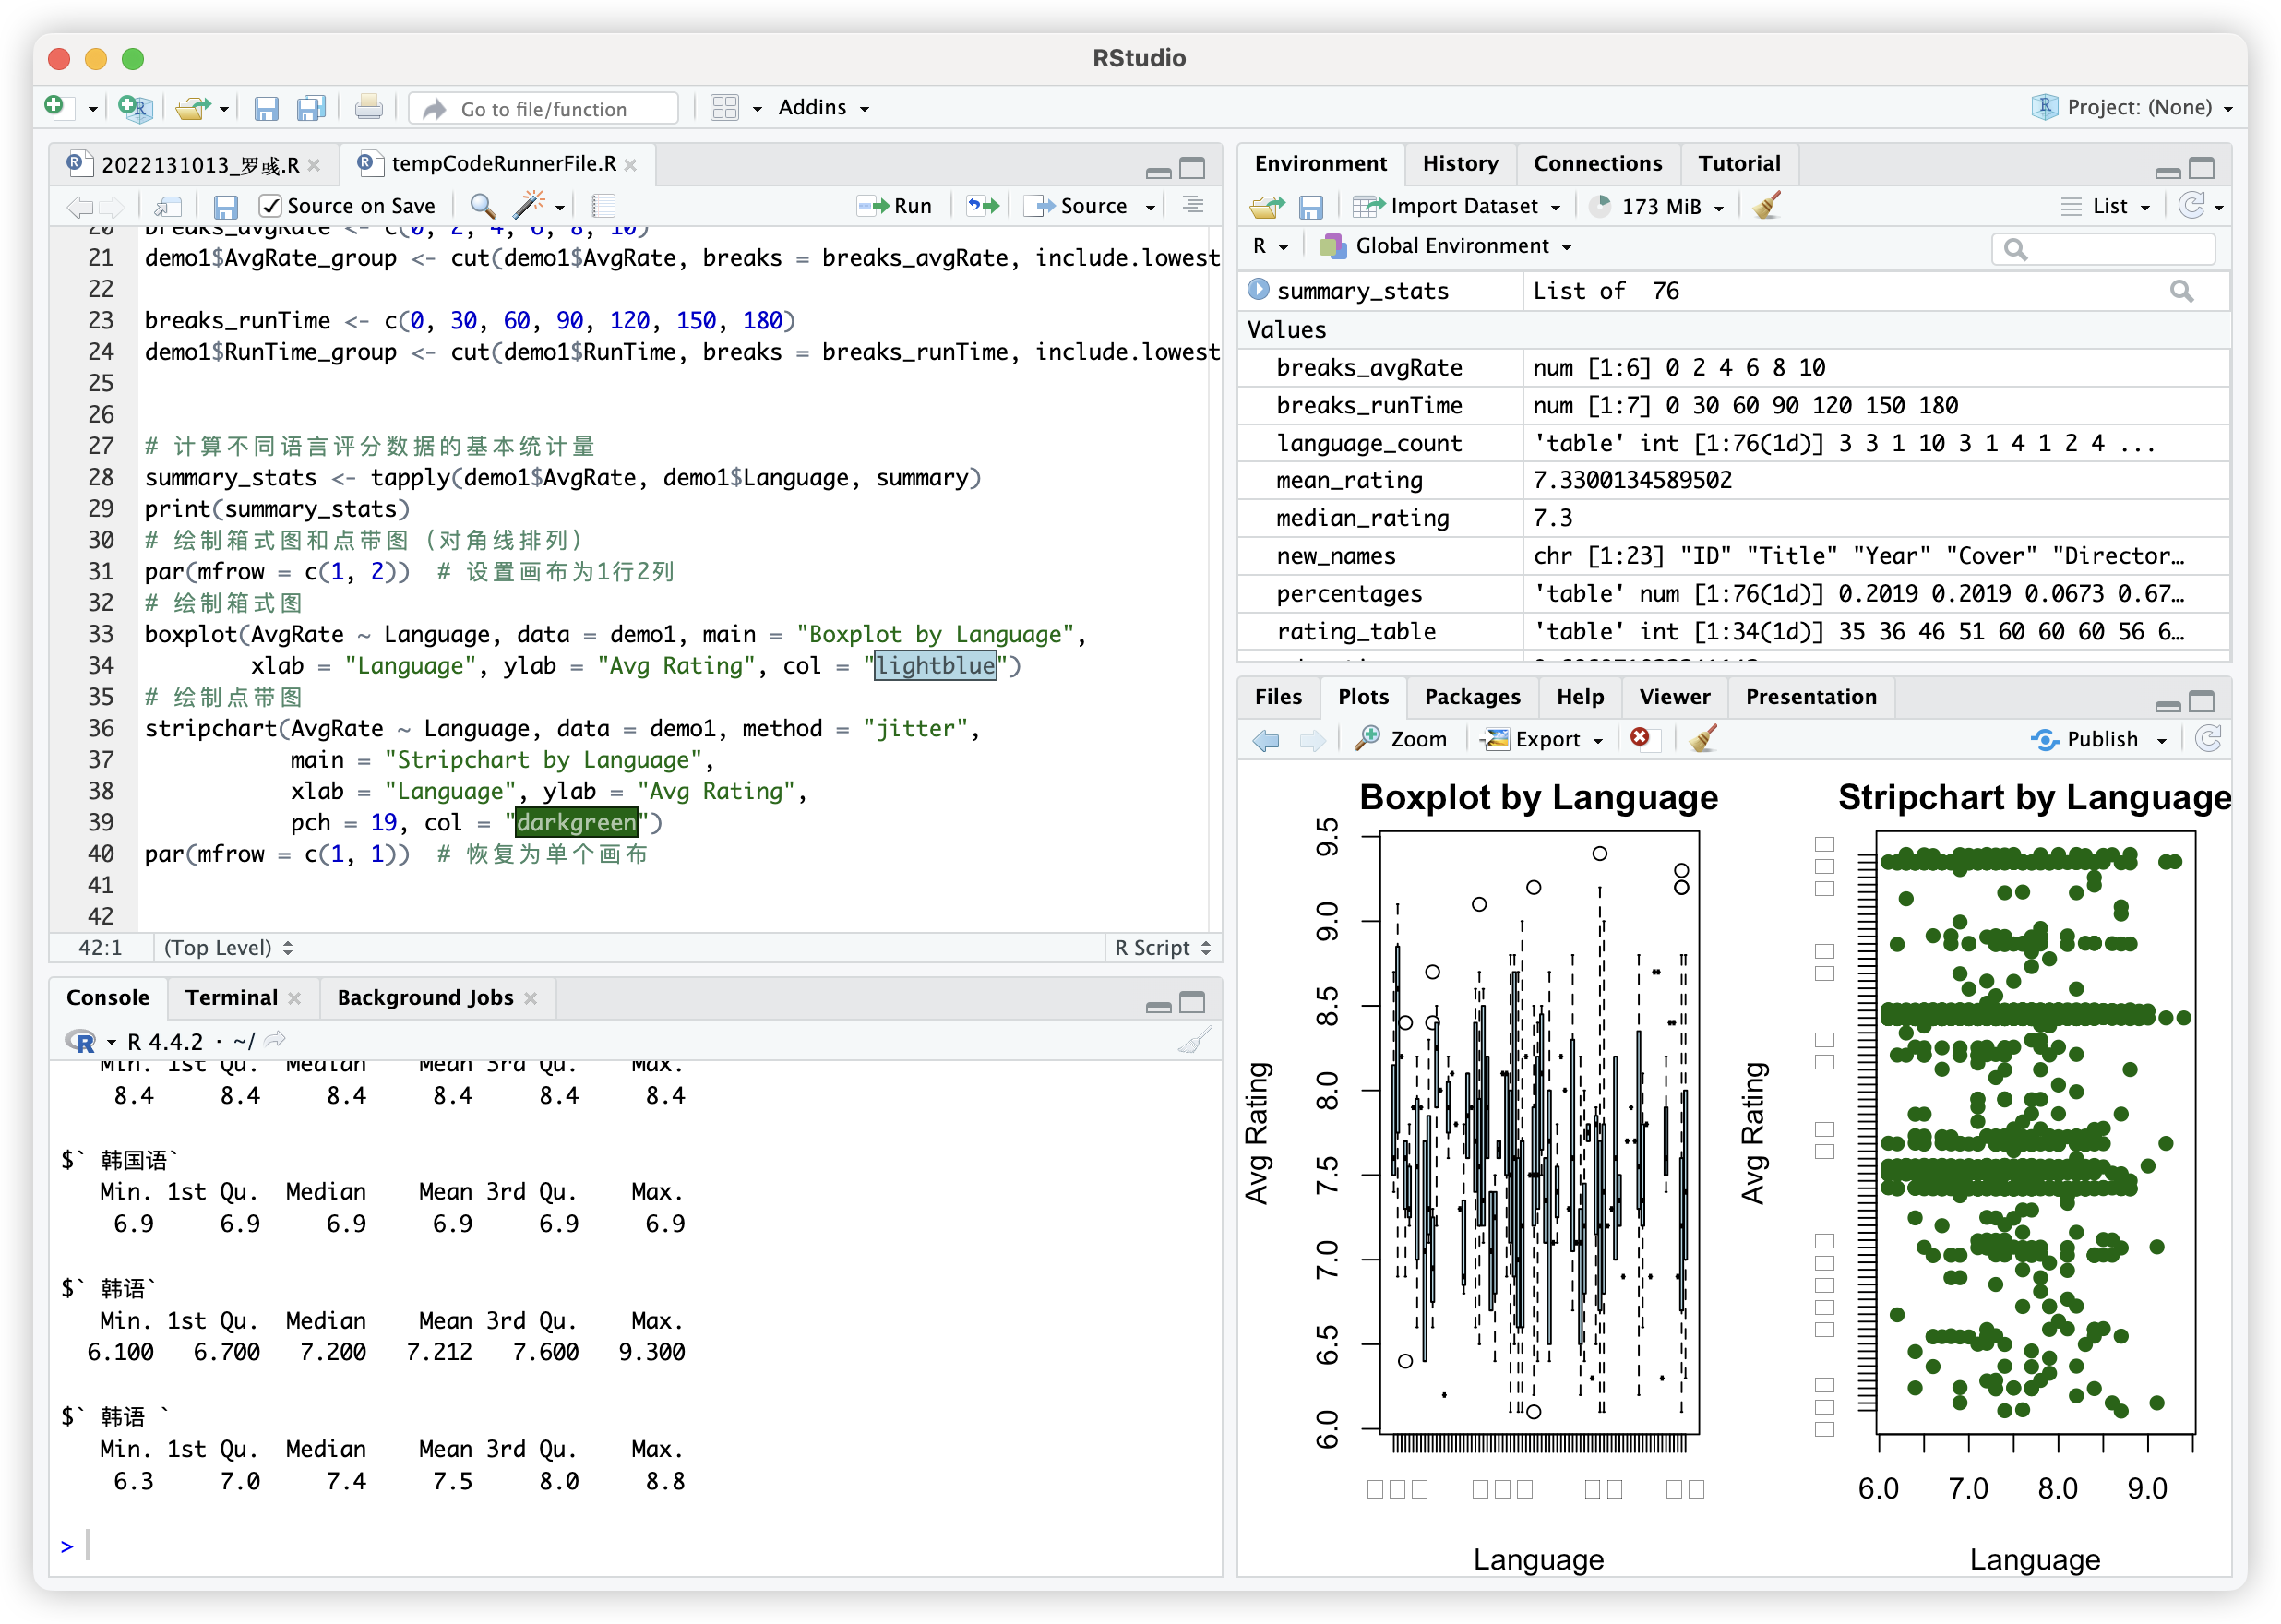 RStudio
Go to file/function
Addins
Project: (None)
2022131013_罗彧.R
tempCodeRunnerFile.R
Source on Save
Run
Source
20 breaks_avgRate <- c(0, 2, 4, 6, 8, 10)
21 demo1$AvgRate_group <- cut(demo1$AvgRate, breaks = breaks_avgRate, include.lowest
22
23 breaks_runTime <- c(0, 30, 60, 90, 120, 150, 180)
24 demo1$RunTime_group <- cut(demo1$RunTime, breaks = breaks_runTime, include.lowest
25
26
27 # 计算不同语言评分数据的基本统计量
28 summary_stats <- tapply(demo1$AvgRate, demo1$Language, summary)
29 print(summary_stats)
30 # 绘制箱式图和点带图（对角线排列）
31 par(mfrow = c(1, 2))  # 设置画布为1行2列
32 # 绘制箱式图
33 boxplot(AvgRate ~ Language, data = demo1, main = "Boxplot by Language",
34         xlab = "Language", ylab = "Avg Rating", col = "lightblue")
35 # 绘制点带图
36 stripchart(AvgRate ~ Language, data = demo1, method = "jitter",
37            main = "Stripchart by Language",
38            xlab = "Language", ylab = "Avg Rating",
39            pch = 19, col = "darkgreen")
40 par(mfrow = c(1, 1))  # 恢复为单个画布
41
42
42:1 (Top Level) R Script
Console Terminal Background Jobs
R 4.4.2 · ~/
Min. 1st Qu. Median Mean 3rd Qu. Max.
8.4 8.4 8.4 8.4 8.4 8.4
$` 韩国语`
Min. 1st Qu. Median Mean 3rd Qu. Max.
6.9 6.9 6.9 6.9 6.9 6.9
$` 韩语`
Min. 1st Qu. Median Mean 3rd Qu. Max.
6.100 6.700 7.200 7.212 7.600 9.300
$` 韩语 `
Min. 1st Qu. Median Mean 3rd Qu. Max.
6.3 7.0 7.4 7.5 8.0 8.8
>
Environment History Connections Tutorial
Import Dataset 173 MiB List
R Global Environment
summary_stats List of  76
Values
breaks_avgRate num [1:6] 0 2 4 6 8 10
breaks_runTime num [1:7] 0 30 60 90 120 150 180
language_count 'table' int [1:76(1d)] 3 3 1 10 3 1 4 1 2 4 ...
mean_rating 7.3300134589502
median_rating 7.3
new_names chr [1:23] "ID" "Title" "Year" "Cover" "Director…
percentages 'table' num [1:76(1d)] 0.2019 0.2019 0.0673 0.67…
rating_table 'table' int [1:34(1d)] 35 36 46 51 60 60 60 56 6…
Files Plots Packages Help Viewer Presentation
Zoom Export Publish
Boxplot by Language
Avg Rating
9.5
9.0
8.5
8.0
7.5
7.0
6.5
6.0
Language
Stripchart by Language
Avg Rating
6.0 7.0 8.0 9.0
Language